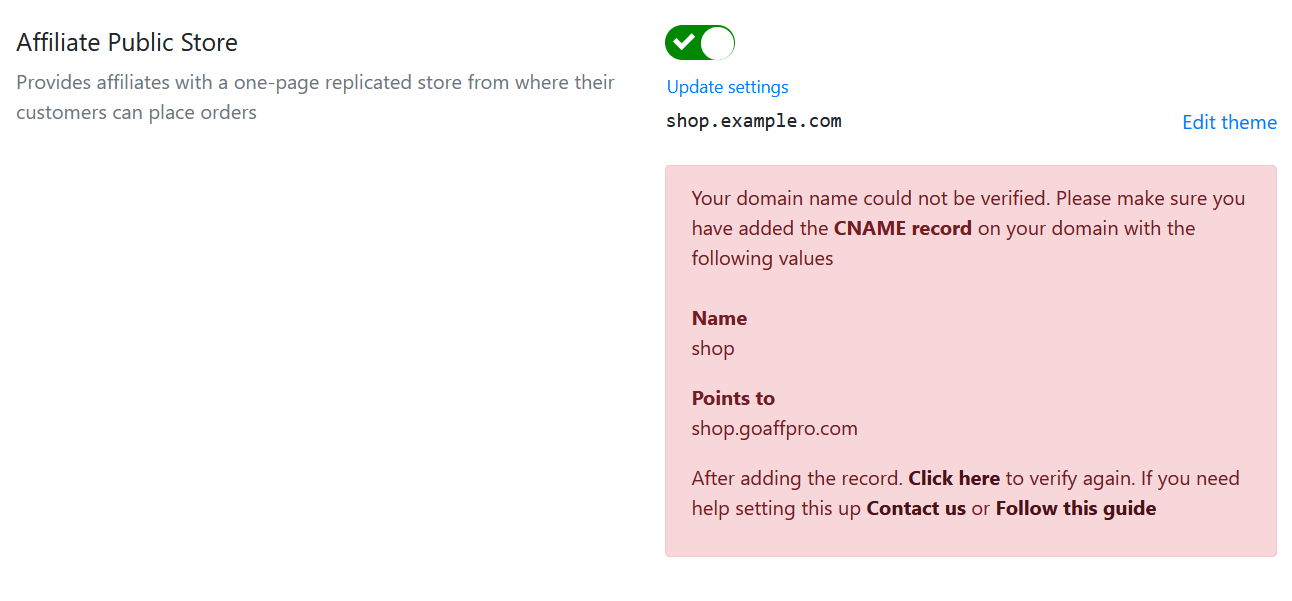 Affiliate Public Store
Provides affiliates with a one-page replicated store from where their
customers can place orders
Update settings
shop.example.com
Edit theme
Your domain name could not be verified. Please make sure you
have added the CNAME record on your domain with the
following values
Name
shop
Points to
shop.goaffpro.com
After adding the record. Click here to verify again. If you need
help setting this up Contact us or Follow this guide